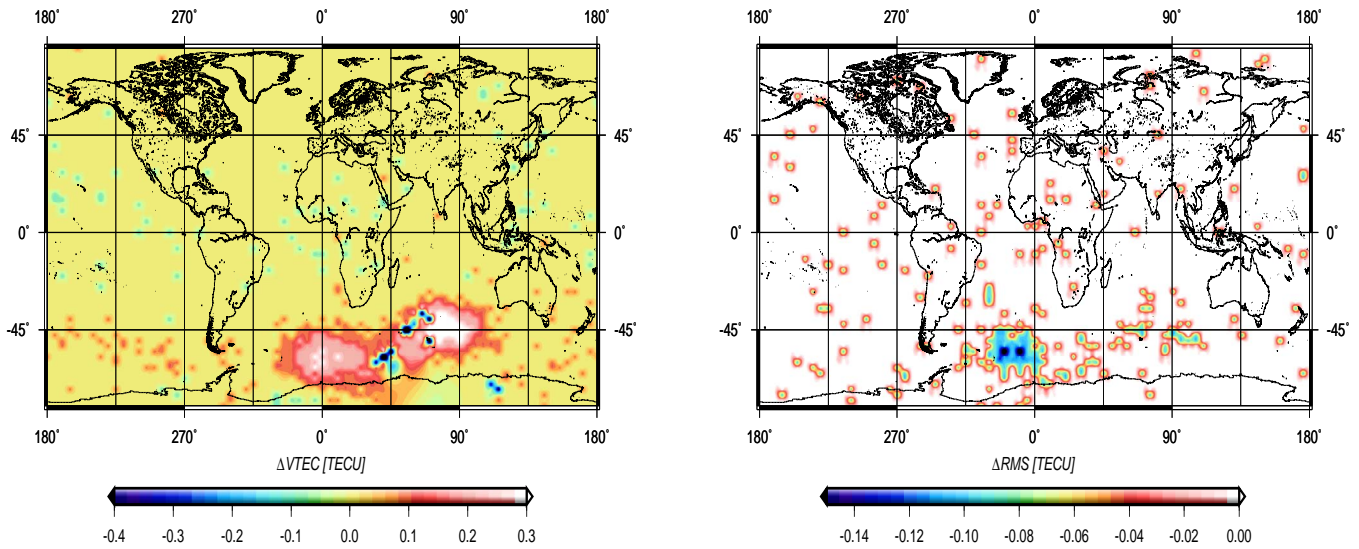 180˚ 270˚ 0˚ 90˚ 180˚ 180˚ 270˚ 0˚ 90˚ 180˚
45˚ 45˚ 45˚ 45˚
0˚ 0˚ 0˚ 0˚
-45˚ -45˚ -45˚ -45˚
180˚ 270˚ 0˚ 90˚ 180˚ 180˚ 270˚ 0˚ 90˚ 180˚
ΔVTEC [TECU] ΔRMS [TECU]
-0.4 -0.3 -0.2 -0.1 0.0 0.1 0.2 0.3 -0.14 -0.12 -0.10 -0.08 -0.06 -0.04 -0.02 0.00